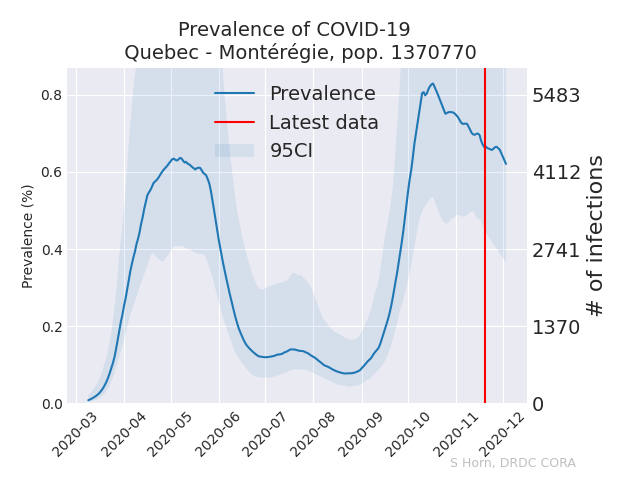 Prevalence of COVID-19
Quebec - Montérégie, pop. 1370770
Prevalence
Latest data
95CI
Prevalence (%)
0.8
0.6
0.4
0.2
0.0
5483
4112
2741
1370
0
# of infections
2020-03
2020-04
2020-05
2020-06
2020-07
2020-08
2020-09
2020-10
2020-11
2020-12
S Horn, DRDC CORA